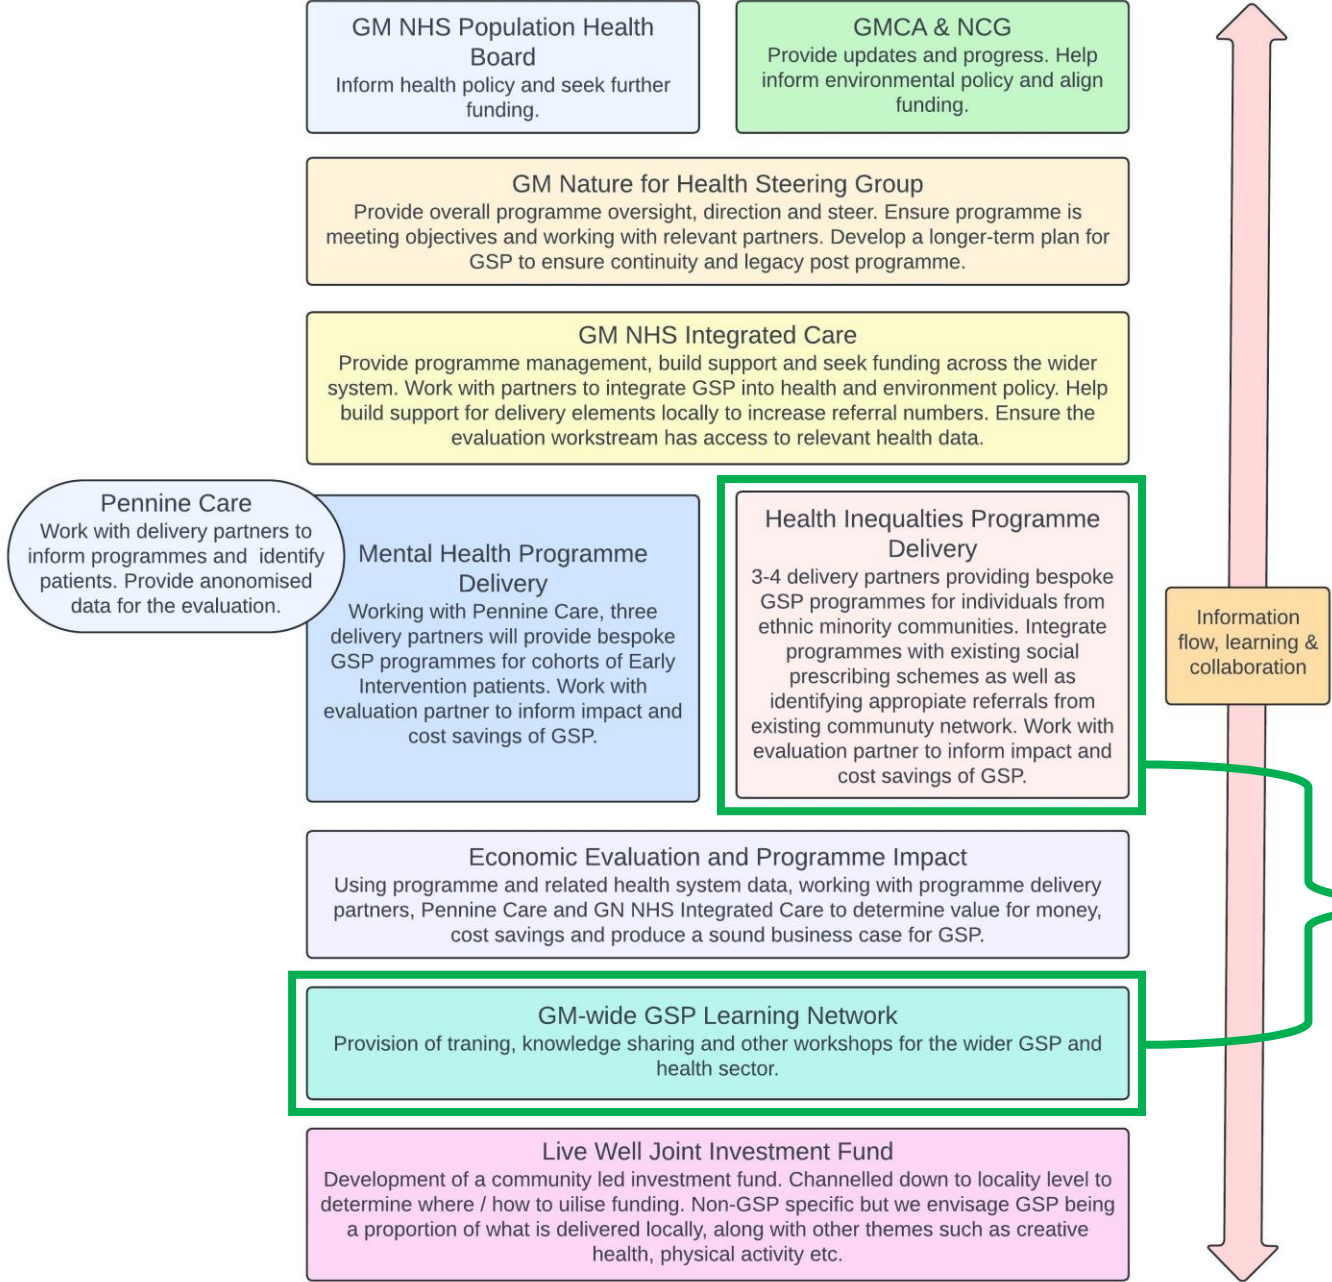 GM NHS Population Health
Board
Inform health policy and seek further
funding.
GMCA & NCG
Provide updates and progress. Help
inform environmental policy and align
funding.
GM Nature for Health Steering Group
Provide overall programme oversight, direction and steer. Ensure programme is
meeting objectives and working with relevant partners. Develop a longer-term plan for
GSP to ensure continuity and legacy post programme.
GM NHS Integrated Care
Provide programme management, build support and seek funding across the wider
system. Work with partners to integrate GSP into health and environment policy. Help
build support for delivery elements locally to increase referral numbers. Ensure the
evaluation workstream has access to relevant health data.
Pennine Care
Work with delivery partners to
inform programmes and identify
patients. Provide anonomised
data for the evaluation.
Mental Health Programme
Delivery
Working with Pennine Care, three
delivery partners will provide bespoke
GSP programmes for cohorts of Early
Intervention patients. Work with
evaluation partner to inform impact and
cost savings of GSP.
Health Inequalties Programme
Delivery
3-4 delivery partners providing bespoke
GSP programmes for individuals from
ethnic minority communities. Integrate
programmes with existing social
prescribing schemes as well as
identifying appropiate referrals from
existing communuty network. Work with
evaluation partner to inform impact and
cost savings of GSP.
Information
flow, learning &
collaboration
Economic Evaluation and Programme Impact
Using programme and related health system data, working with programme delivery
partners, Pennine Care and GN NHS Integrated Care to determine value for money,
cost savings and produce a sound business case for GSP.
GM-wide GSP Learning Network
Provision of traning, knowledge sharing and other workshops for the wider GSP and
health sector.
Live Well Joint Investment Fund
Development of a community led investment fund. Channelled down to locality level to
determine where / how to uilise funding. Non-GSP specific but we envisage GSP being
a proportion of what is delivered locally, along with other themes such as creative
health, physical activity etc.